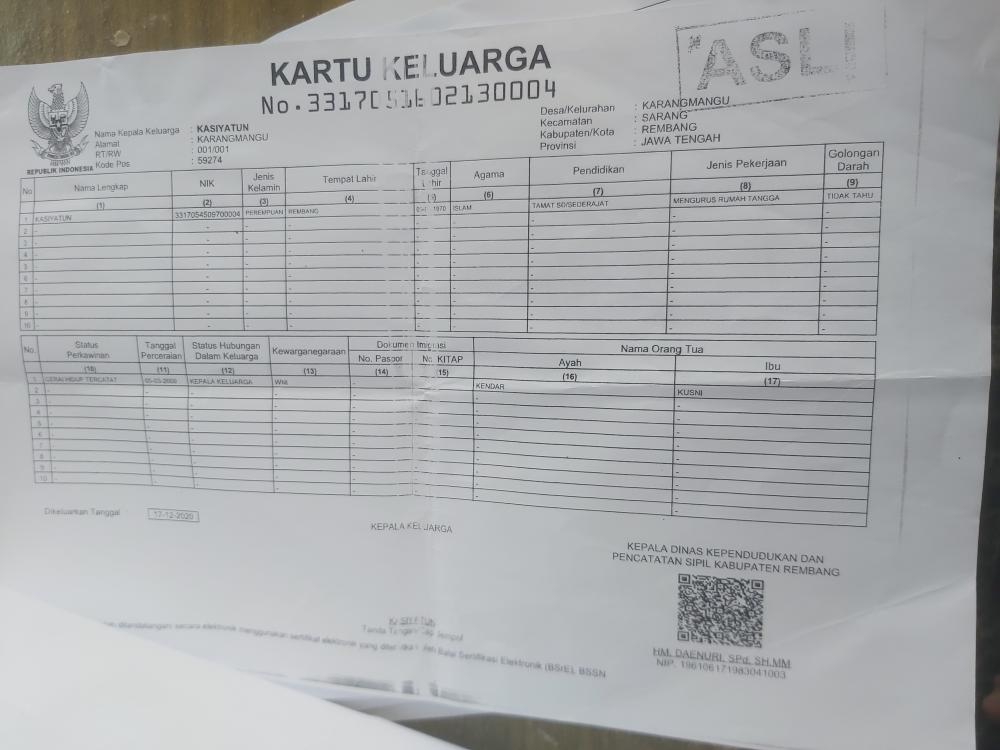 KARTU KELUARGA
No. 3317051602130004
ASLI
REPUBLIK INDONESIA
Nama Kepala Keluarga : KASIYATUN
Alamat : KARANGMANGU
RT/RW : 001/001
Kode Pos : 59274
Desa/Kelurahan : KARANGMANGU
Kecamatan : SARANG
Kabupaten/Kota : REMBANG
Provinsi : JAWA TENGAH
No Nama Lengkap NIK Jenis Kelamin Tempat Lahir Tanggal Lahir Agama Pendidikan Jenis Pekerjaan Golongan Darah
(1) (2) (3) (4) (5) (6) (7) (8) (9)
1 KASIYATUN 3317054509700004 PEREMPUAN REMBANG 1970 ISLAM TAMAT SD/SEDERAJAT MENGURUS RUMAH TANGGA TIDAK TAHU
2 - - - - - - - - -
3 - - - - - - - - -
4 - - - - - - - - -
5 - - - - - - - - -
6 - - - - - - - - -
7 - - - - - - - - -
8 - - - - - - - - -
9 - - - - - - - - -
10 - - - - - - - - -
No. Status Perkawinan Tanggal Perceraian Status Hubungan Dalam Keluarga Kewarganegaraan Dokumen Imigrasi Nama Orang Tua
No. Paspor No. KITAP Ayah Ibu
(10) (11) (12) (13) (14) (15) (16) (17)
1 CERAI HIDUP TERCATAT KEPALA KELUARGA WNI - - KENDAR KUSNI
2 - - - - - - - -
3 - - - - - - - -
4 - - - - - - - -
5 - - - - - - - -
6 - - - - - - - -
7 - - - - - - - -
8 - - - - - - - -
9 - - - - - - - -
10 - - - - - - - -
Dikeluarkan Tanggal : 17-12-2020
KEPALA KELUARGA
KASIYATUN
Tanda Tangan/Cap Jempol
KEPALA DINAS KEPENDUDUKAN DAN
PENCATATAN SIPIL KABUPATEN REMBANG
HM. DAENURI, SPd, SH,MM
NIP. 196106171983041003
ditandatangani secara elektronik menggunakan sertifikat elektronik yang oleh Balai Sertifikasi Elektronik (BSrE), BSSN